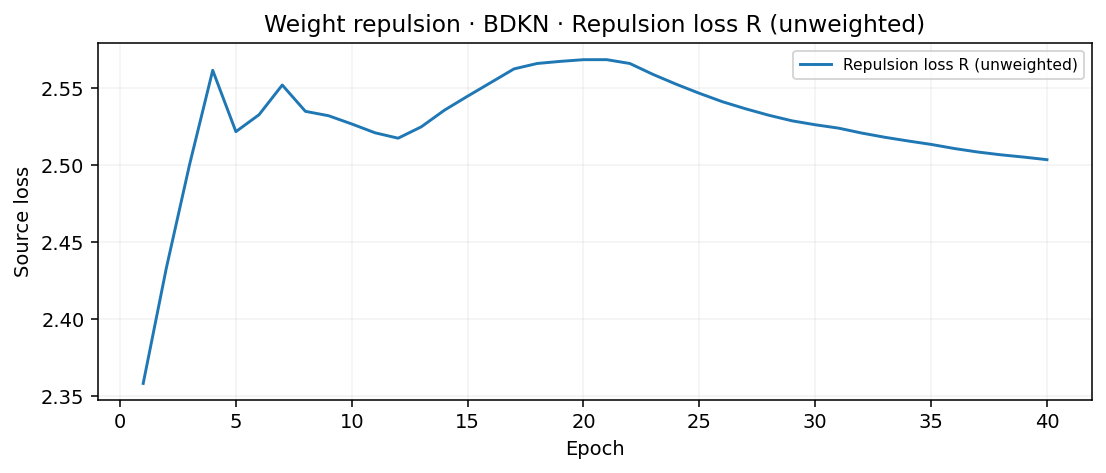 Weight repulsion · BDKN · Repulsion loss R (unweighted)
Repulsion loss R (unweighted)
Source loss
2.55
2.50
2.45
2.40
2.35
0 5 10 15 20 25 30 35 40
Epoch